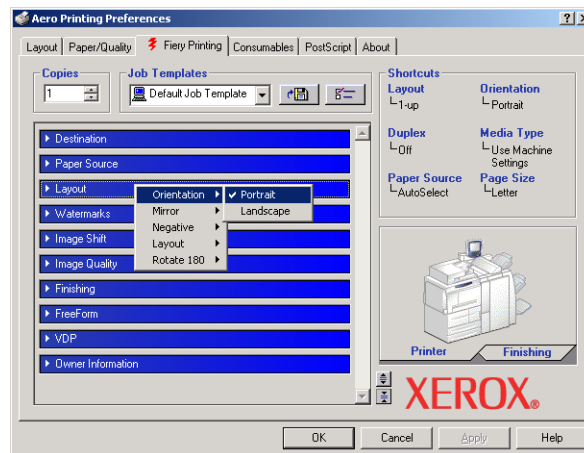 Aero Printing Preferences
Layout Paper/Quality Fiery Printing Consumables PostScript About
Copies
1
Job Templates
Default Job Template
Destination
Paper Source
Layout
Watermarks
Image Shift
Image Quality
Finishing
FreeForm
VDP
Owner Information
Orientation
Mirror
Negative
Layout
Rotate 180
Portrait
Landscape
Shortcuts
Layout Orientation
1-up Portrait
Duplex Media Type
Off Use Machine
Settings
Paper Source Page Size
AutoSelect Letter
Printer Finishing
XEROX®
OK Cancel Apply Help